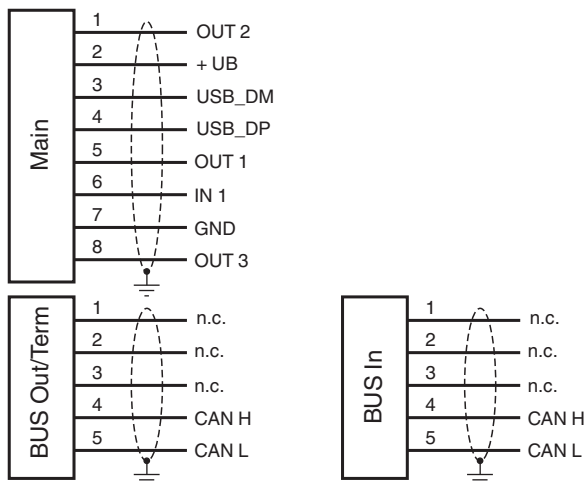 Main
1 OUT 2
2 + UB
3 USB_DM
4 USB_DP
5 OUT 1
6 IN 1
7 GND
8 OUT 3
BUS Out/Term
1 n.c.
2 n.c.
3 n.c.
4 CAN H
5 CAN L
BUS In
1 n.c.
2 n.c.
3 n.c.
4 CAN H
5 CAN L